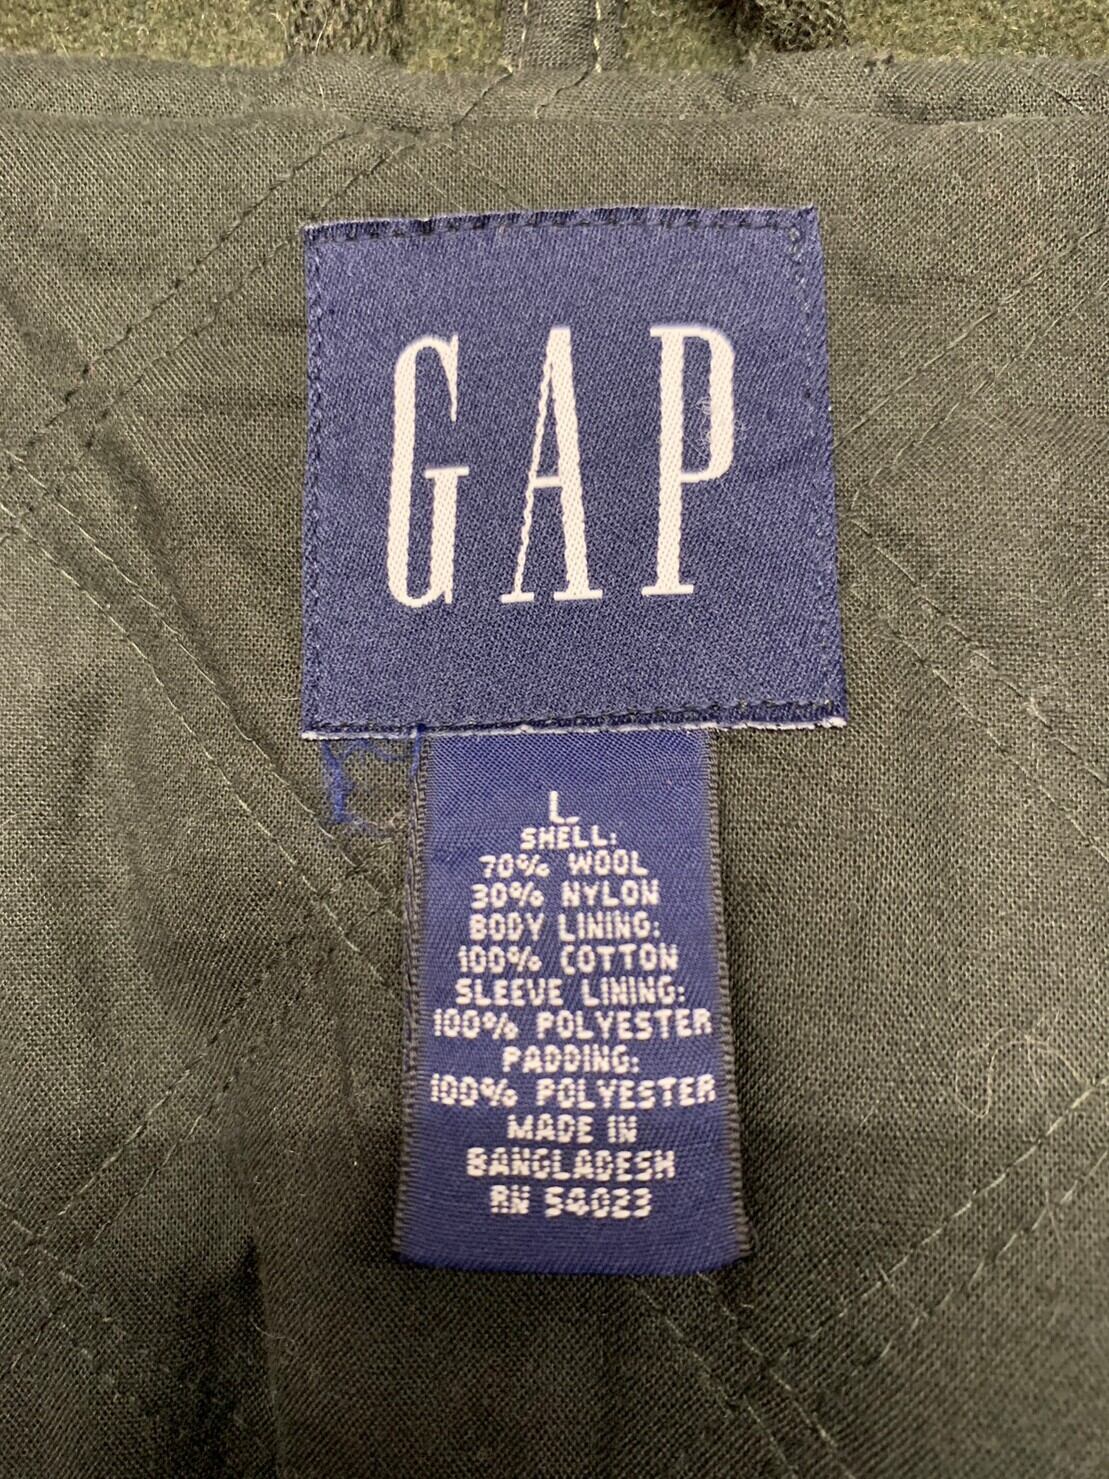 GAP
L
SHELL:
70% WOOL
30% NYLON
BODY LINING:
100% COTTON
SLEEVE LINING:
100% POLYESTER
PADDING:
100% POLYESTER
MADE IN
BANGLADESH
RN 54023